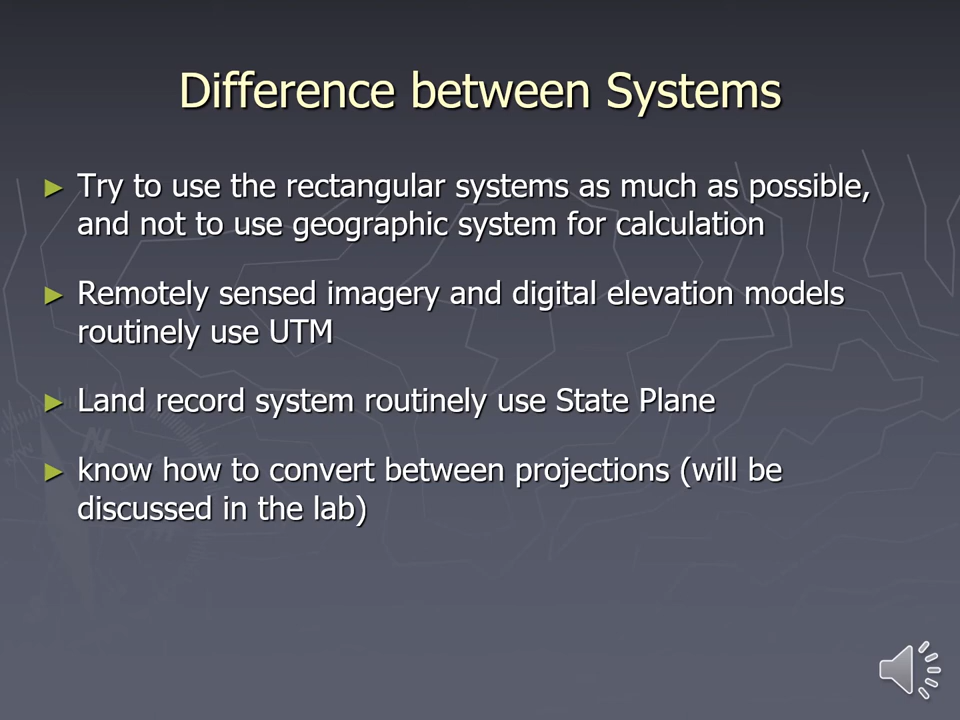 Difference between Systems
► Try to use the rectangular systems as much as possible,
and not to use geographic system for calculation
► Remotely sensed imagery and digital elevation models
routinely use UTM
► Land record system routinely use State Plane
► know how to convert between projections (will be
discussed in the lab)
N